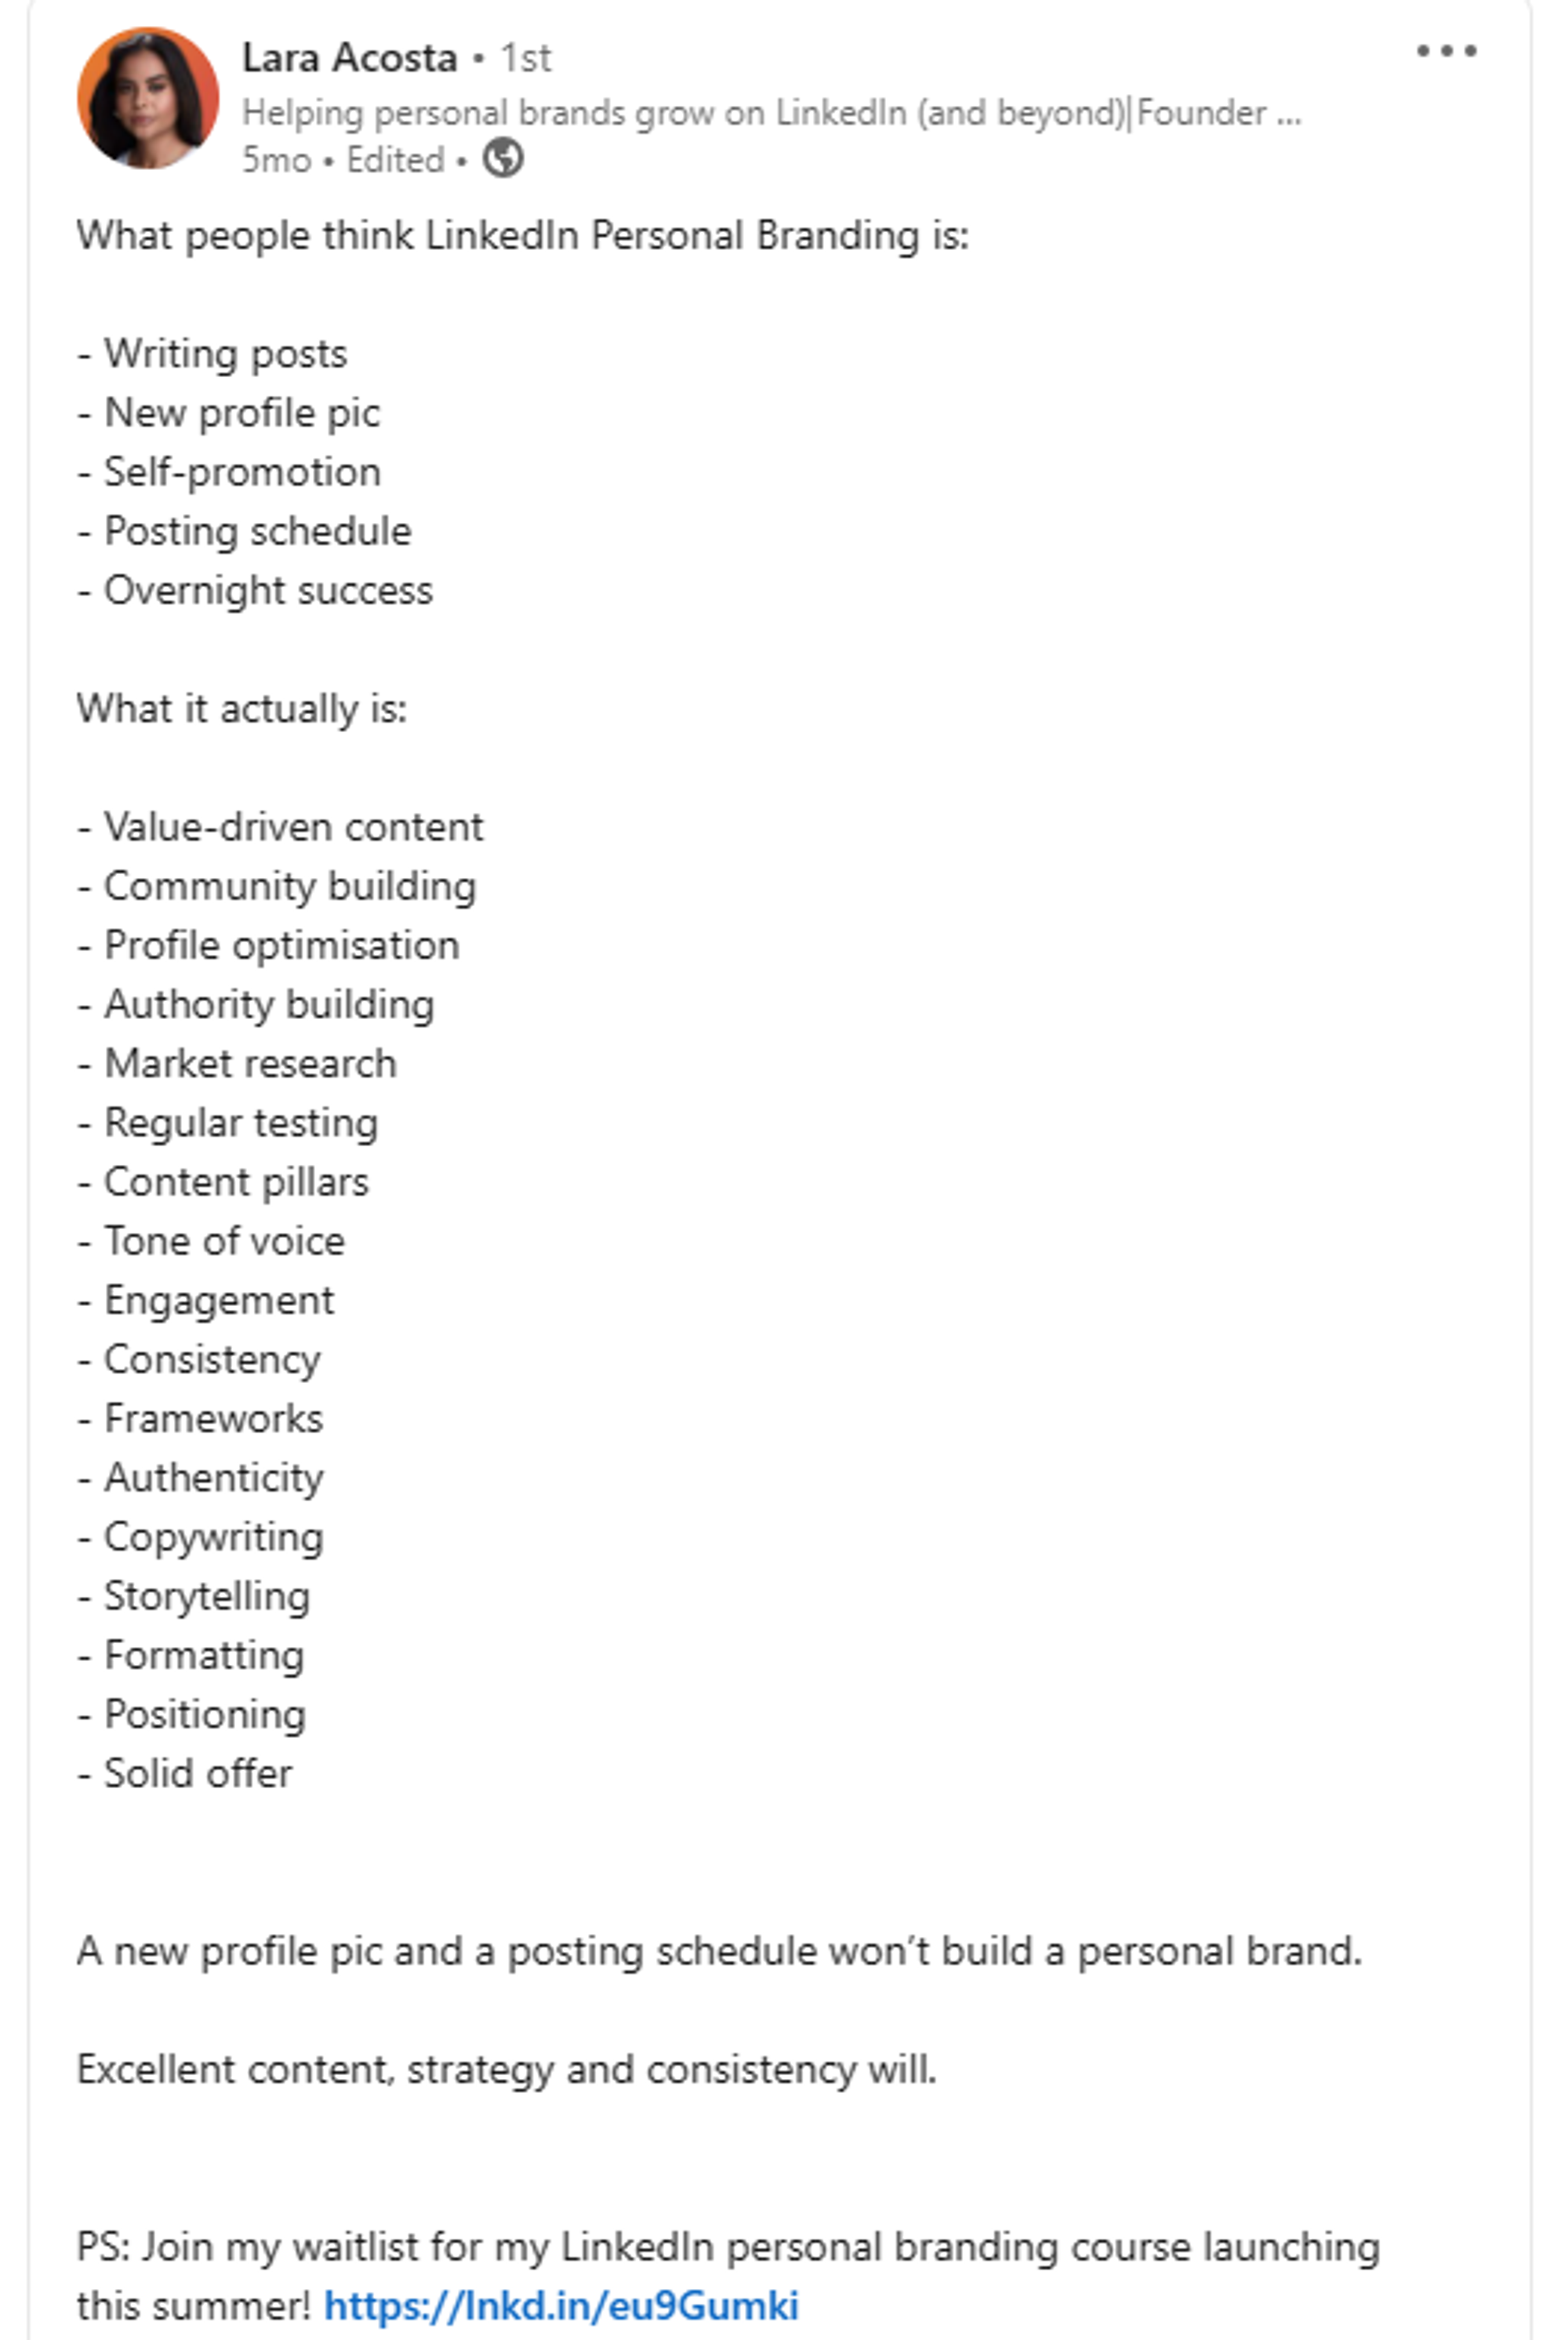 Lara Acosta • 1st
Helping personal brands grow on LinkedIn (and beyond)|Founder ...
5mo • Edited •
What people think LinkedIn Personal Branding is:
- Writing posts
- New profile pic
- Self-promotion
- Posting schedule
- Overnight success
What it actually is:
- Value-driven content
- Community building
- Profile optimisation
- Authority building
- Market research
- Regular testing
- Content pillars
- Tone of voice
- Engagement
- Consistency
- Frameworks
- Authenticity
- Copywriting
- Storytelling
- Formatting
- Positioning
- Solid offer
A new profile pic and a posting schedule won’t build a personal brand.
Excellent content, strategy and consistency will.
PS: Join my waitlist for my LinkedIn personal branding course launching
this summer! https://lnkd.in/eu9Gumki